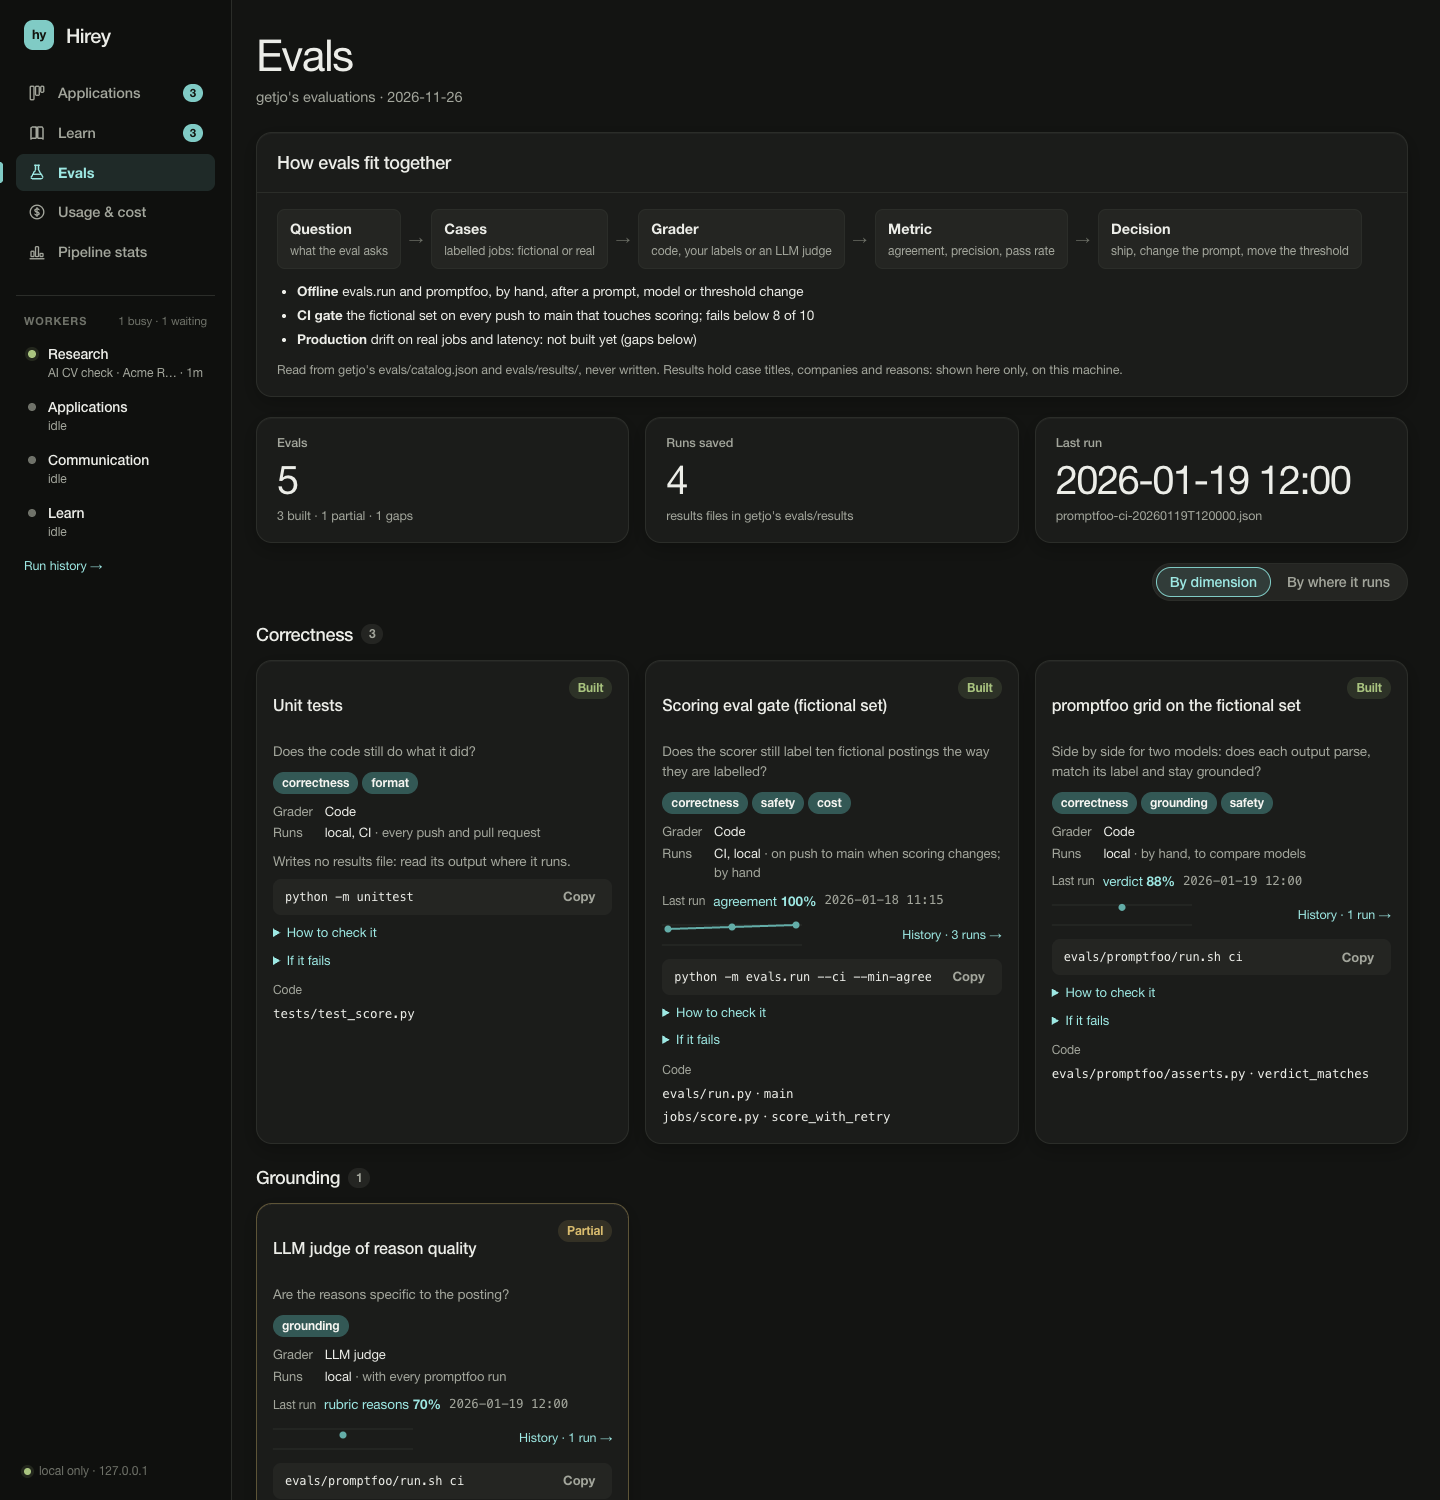 hy Hirey
Applications 3
Learn 3
Evals
Usage & cost
Pipeline stats
WORKERS 1 busy · 1 waiting
Research
AI CV check · Acme R... · 1m
Applications
idle
Communication
idle
Learn
idle
Run history →
local only · 127.0.0.1
Evals
getjo's evaluations · 2026-11-26
How evals fit together
Question
what the eval asks
→
Cases
labelled jobs: fictional or real
→
Grader
code, your labels or an LLM judge
→
Metric
agreement, precision, pass rate
→
Decision
ship, change the prompt, move the threshold
• Offline evals.run and promptfoo, by hand, after a prompt, model or threshold change
• CI gate the fictional set on every push to main that touches scoring; fails below 8 of 10
• Production drift on real jobs and latency: not built yet (gaps below)
Read from getjo's evals/catalog.json and evals/results/, never written. Results hold case titles, companies and reasons: shown here only, on this machine.
Evals
5
3 built · 1 partial · 1 gaps
Runs saved
4
results files in getjo's evals/results
Last run
2026-01-19 12:00
promptfoo-ci-20260119T120000.json
By dimension By where it runs
Correctness 3
Built
Unit tests
Does the code still do what it did?
correctness format
Grader Code
Runs local, CI · every push and pull request
Writes no results file: read its output where it runs.
python -m unittest Copy
▶ How to check it
▶ If it fails
Code
tests/test_score.py
Built
Scoring eval gate (fictional set)
Does the scorer still label ten fictional postings the way
they are labelled?
correctness safety cost
Grader Code
Runs CI, local · on push to main when scoring changes;
by hand
Last run agreement 100% 2026-01-18 11:15
History · 3 runs →
python -m evals.run --ci --min-agree Copy
▶ How to check it
▶ If it fails
Code
evals/run.py · main
jobs/score.py · score_with_retry
Built
promptfoo grid on the fictional set
Side by side for two models: does each output parse,
match its label and stay grounded?
correctness grounding safety
Grader Code
Runs local · by hand, to compare models
Last run verdict 88% 2026-01-19 12:00
History · 1 run →
evals/promptfoo/run.sh ci Copy
▶ How to check it
▶ If it fails
Code
evals/promptfoo/asserts.py · verdict_matches
Grounding 1
Partial
LLM judge of reason quality
Are the reasons specific to the posting?
grounding
Grader LLM judge
Runs local · with every promptfoo run
Last run rubric reasons 70% 2026-01-19 12:00
History · 1 run →
evals/promptfoo/run.sh ci Copy